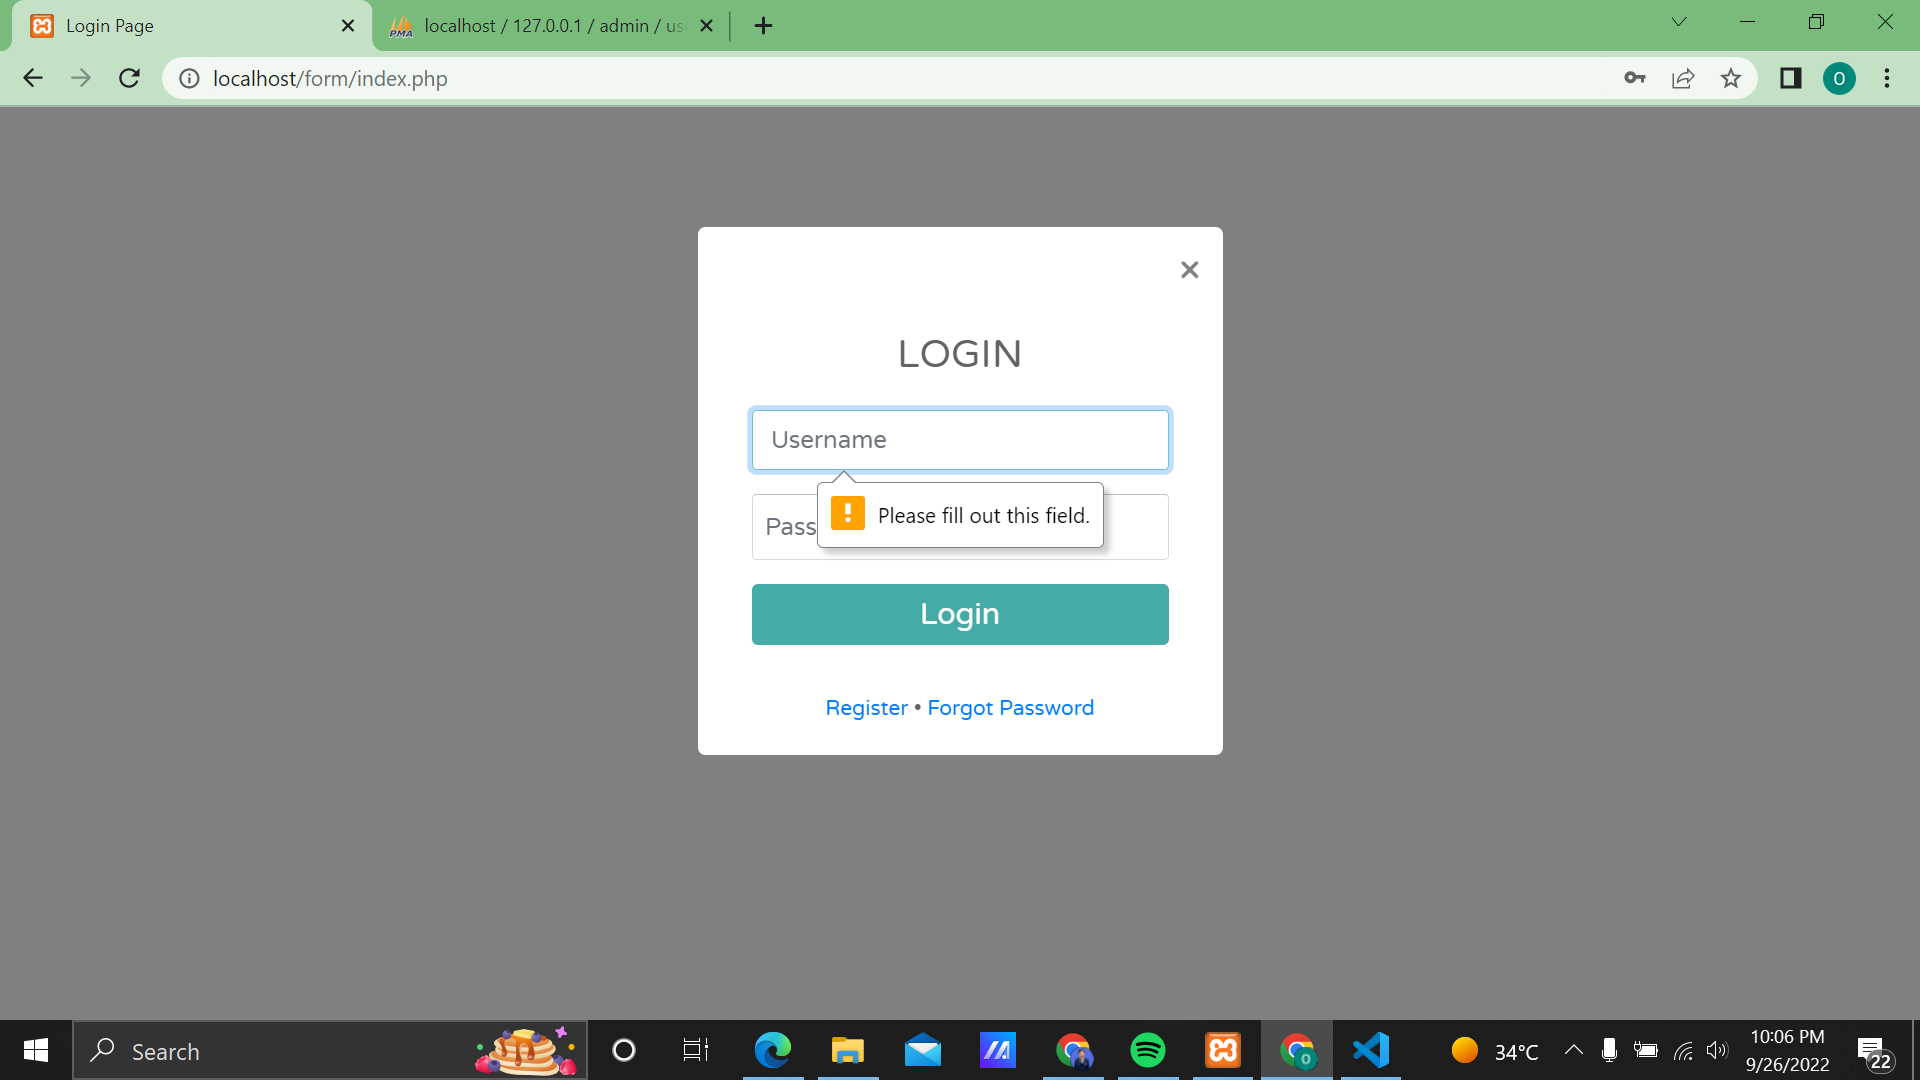 Login Page
PMA
localhost / 127.0.0.1 / admin / us
localhost/form/index.php
O
LOGIN
Username
Pass
Please fill out this field.
Login
Register • Forgot Password
Search
O
34°C
10:06 PM
9/26/2022
22